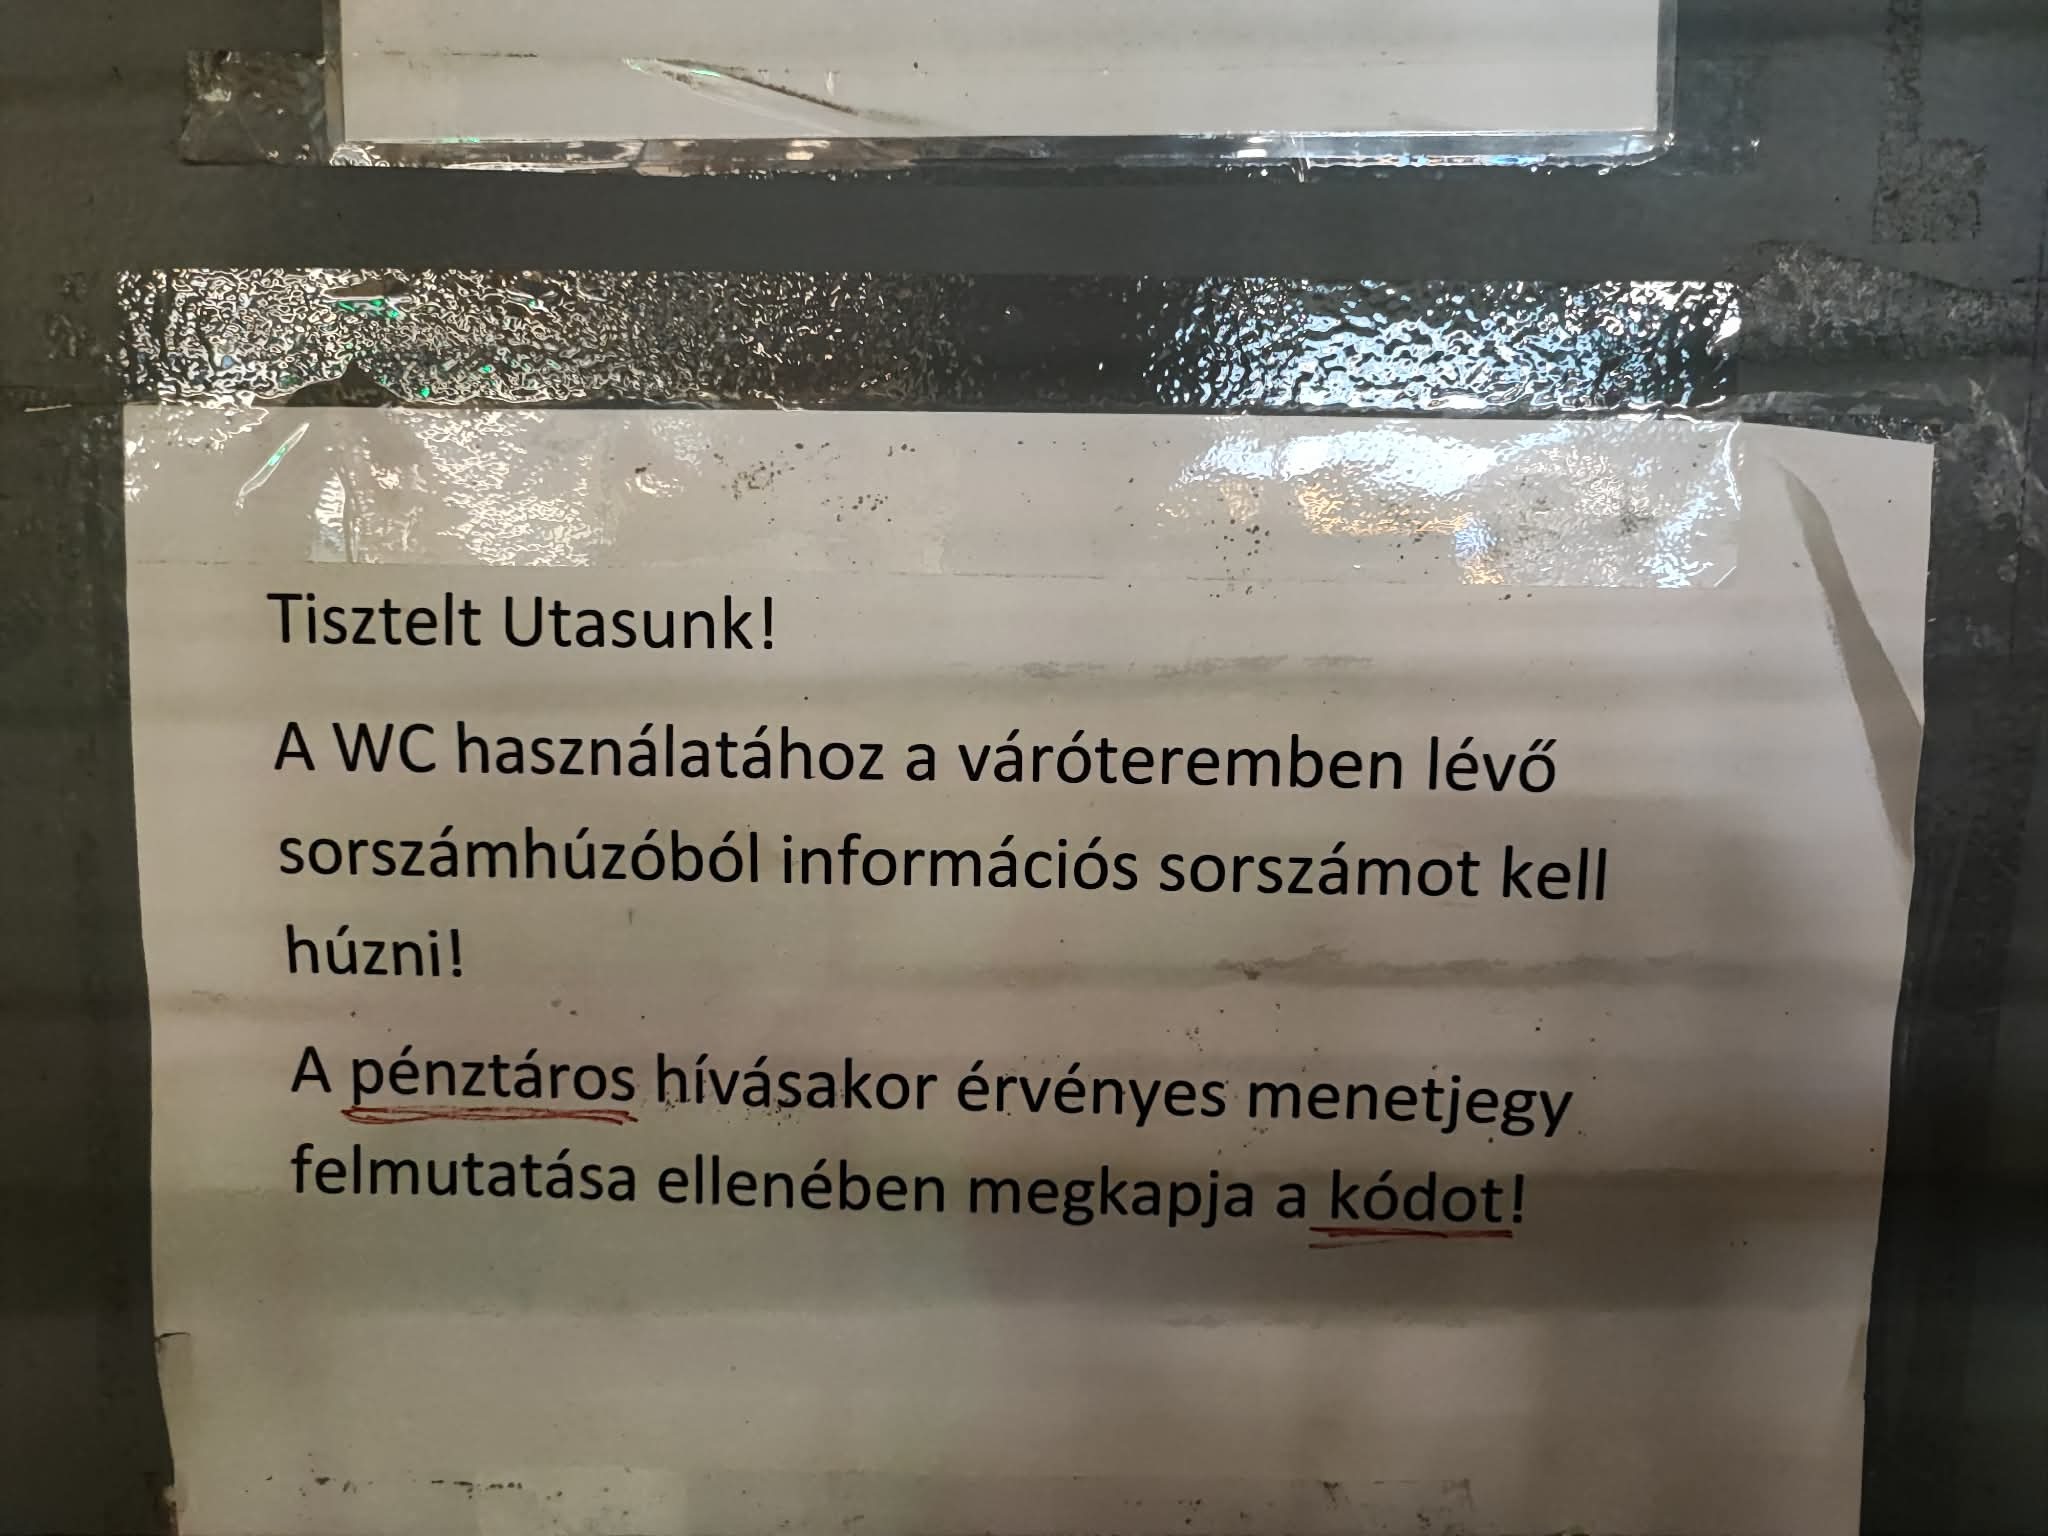 Tisztelt Utasunk!
A WC használatához a váróteremben lévő
sorszámhúzóból információs sorszámot kell
húzni!
A pénztáros hívásakor érvényes menetjegy
felmutatása ellenében megkapja a kódot!